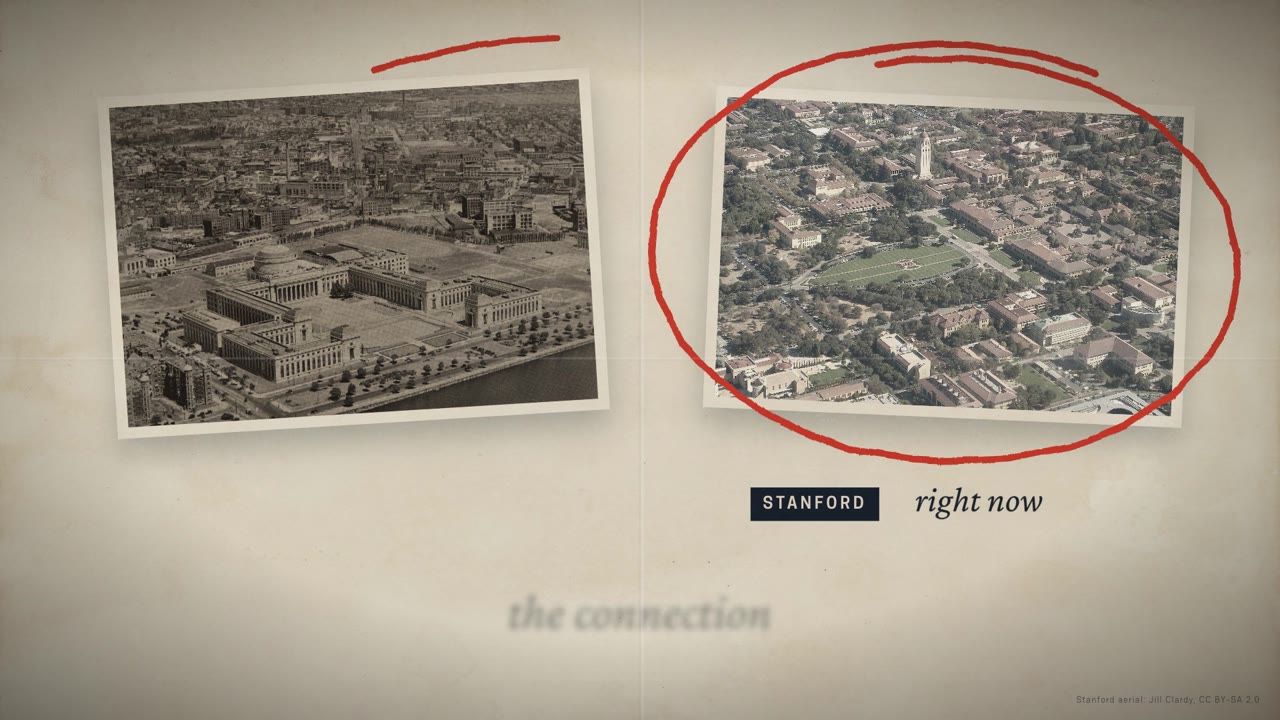 STANFORD right now
the connection
Stanford aerial: Jill Clardy, CC BY-SA 2.0